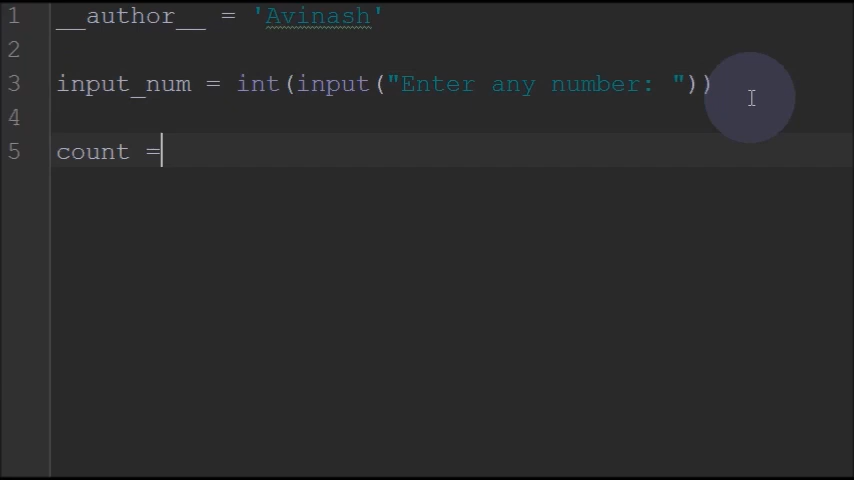 1 __author__ = 'Avinash'
2
3 input_num = int(input("Enter any number: "))
4
5 count =